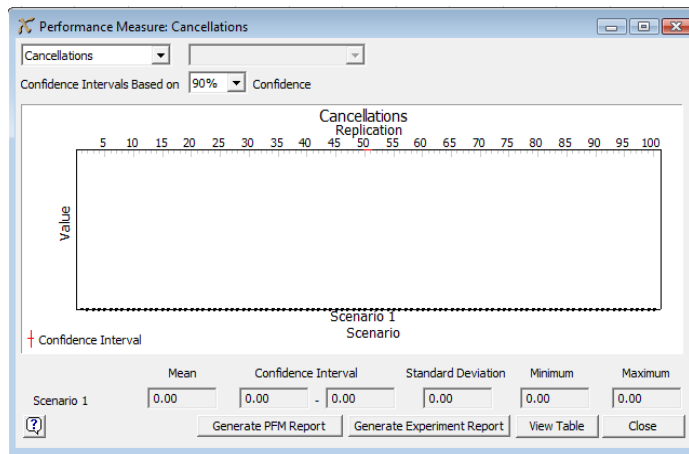 Performance Measure: Cancellations
Cancellations
Confidence Intervals Based on 90% Confidence
Cancellations
Replication
5 10 15 20 25 30 35 40 45 50 55 60 65 70 75 80 85 90 95 100
Value
Scenario 1
Scenario
Confidence Interval
Mean Confidence Interval Standard Deviation Minimum Maximum
Scenario 1 0.00 0.00 - 0.00 0.00 0.00 0.00
? Generate PFM Report Generate Experiment Report View Table Close